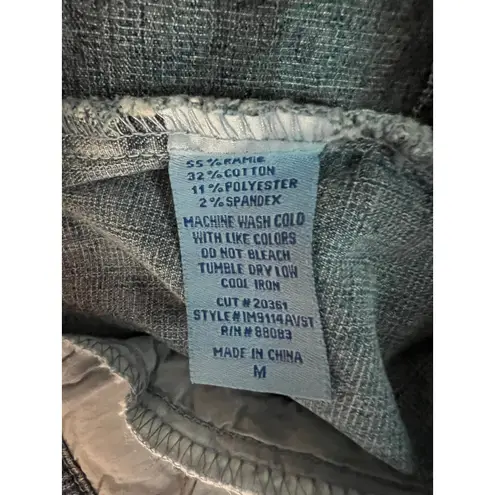 55%RAMIE
32%COTTON
11%POLYESTER
2%SPANDEX
MACHINE WASH COLD
WITH LIKE COLORS
DO NOT BLEACH
TUMBLE DRY LOW
COOL IRON
CUT#20361
STYLE#IM9114AVST
R/N#88083
MADE IN CHINA
M